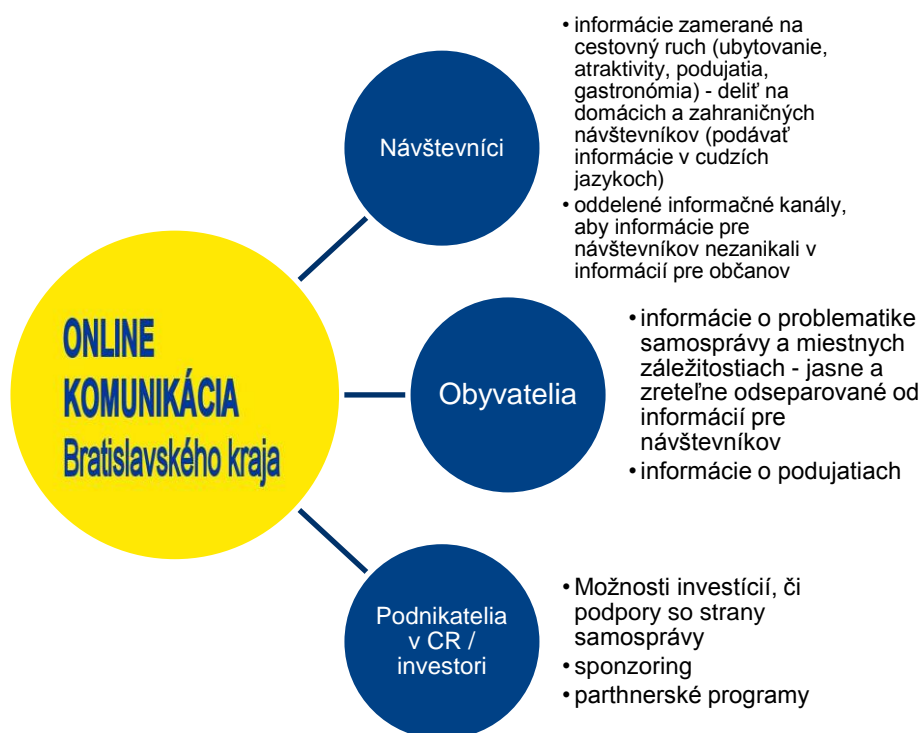 ONLINE
KOMUNIKÁCIA
Bratislavského kraja
Návštevníci
• informácie zamerané na
cestovný ruch (ubytovanie,
atraktivity, podujatia,
gastronómia) - deliť na
domácich a zahraničných
návštevníkov (podávať
informácie v cudzích
jazykoch)
• oddelené informačné kanály,
aby informácie pre
návštevníkov nezanikali v
informácií pre občanov
Obyvatelia
• informácie o problematike
samosprávy a miestnych
záležitostiach - jasne a
zreteľne odseparované od
informácií pre
návštevníkov
• informácie o podujatiach
Podnikatelia
v CR /
investori
• Možnosti investícií, či
podpory so strany
samosprávy
• sponzoring
• parthnerské programy